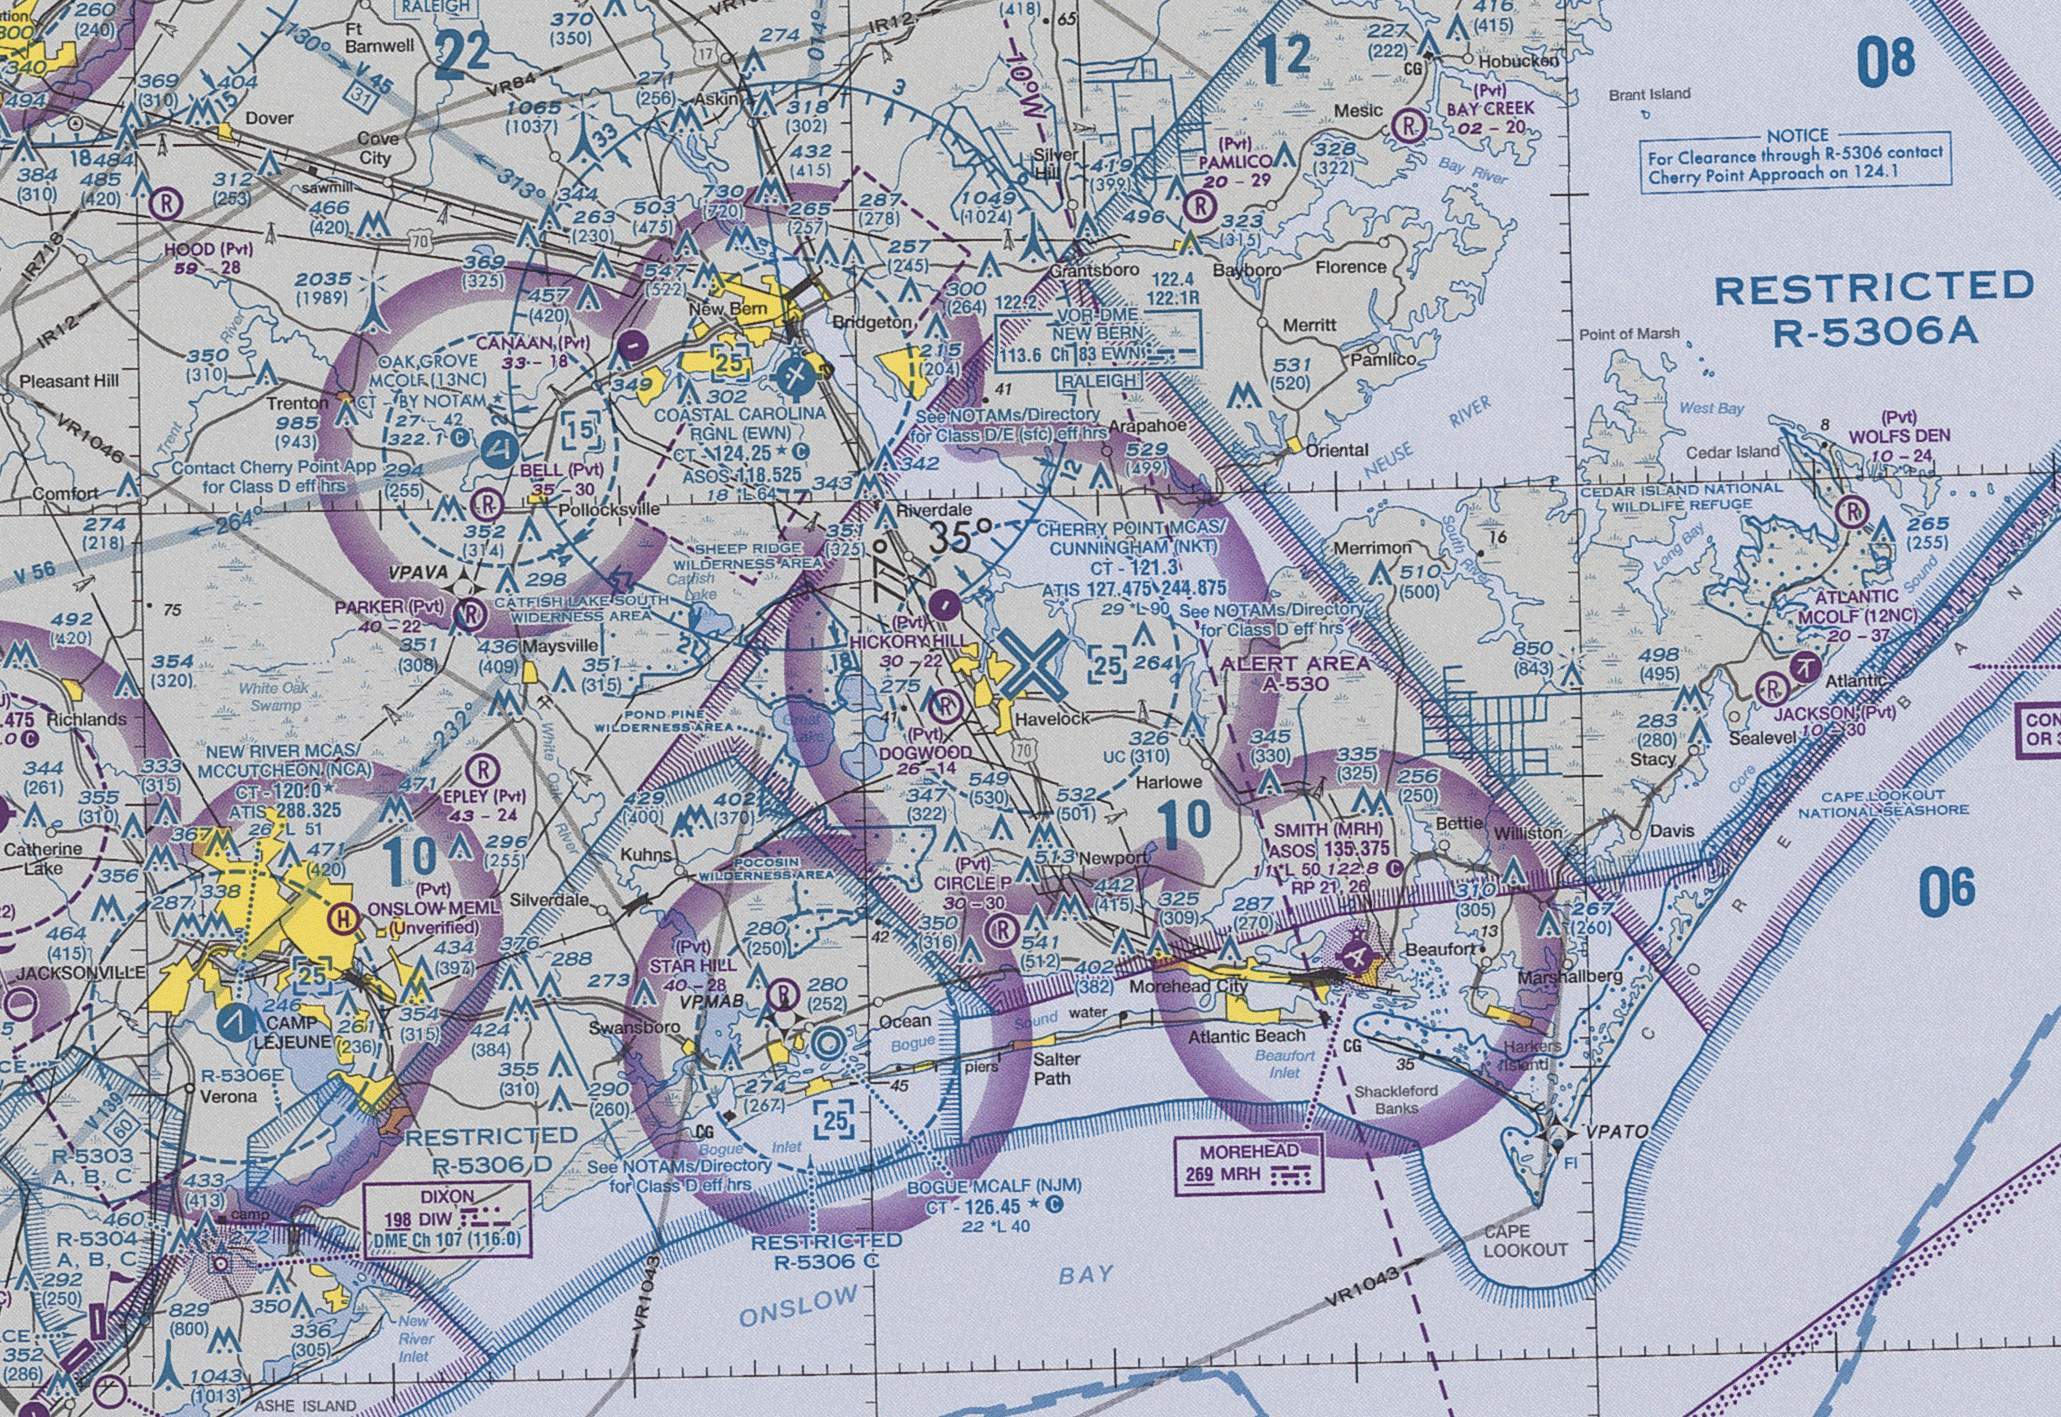 260
(240)
RALEIGH
370
(350)
IR12
(418)
65
416
(415)
340
130°
V 45
31
Ft
Barnwell
22
17
274
014°
101°W
12
227
(222)
CG
Hobucken
08
494
369
(310)
404
15
Dover
VR84
1065
(1037)
33
271
(256)
Askin
318
(302)
3
Mesic
(Pvt)
BAY CREEK
02 - 20
Brant Island
NOTICE
For Clearance through R-5306 contact
Cherry Point Approach on 124.1
18
484
384
(310)
485
(420)
312
(253)
sawmill
Cove
City
313°
432
(415)
Silver
Hill
419
(399)
(Pvt)
PAMLICO
20 - 29
328
(322)
Bay River
466
(420)
70
344
263
(230)
503
(475)
730
(720)
265
(257)
287
(278)
1049
(1024)
496
323
(315)
HOOD (Pvt)
59 - 28
IR718
369
(325)
547
(522)
257
(245)
Grantsboro
Bayboro
Florence
RESTRICTED
R-5306A
2035
(1989)
457
(420)
New Bern
Bridgeton
300
(264)
122.2
122.4
122.1R
VOR-DME
NEW BERN
113.6 Ch 83 EWN
RALEIGH
IR12
River
CANAAN (Pvt)
33 - 18
25
215
(204)
Merritt
Point of Marsh
350
(310)
OAK GROVE
MCOLF (13NC)
CT - BY NOTAM
27 - 42
322.1 C
349
302
41
531
(520)
Pamlico
Pleasant Hill
Trenton
985
(943)
21
15
COASTAL CAROLINA
RGNL (EWN)
CT - 124.25 ★ C
ASOS 118.525
18 *L 64
See NOTAMs/Directory
for Class D/E (sfc) eff hrs
Arapahoe
RIVER
West Bay
8
(Pvt)
WOLFS DEN
10 - 24
VR1046
Trent
Contact Cherry Point App
for Class D eff hrs
294
(255)
BELL (Pvt)
35 - 30
342
343
529
(499)
12
Oriental
NEUSE
Cedar Island
Comfort
Pollocksville
Riverdale
CEDAR ISLAND NATIONAL
WILDLIFE REFUGE
274
(218)
264°
352
(314)
351
(325)
35°
77°
CHERRY POINT MCAS/
CUNNINGHAM (NKT)
CT - 121.3
ATIS 127.475 244.875
29 *L 90
South River
16
265
(255)
V 56
VPAVA
24
SHEEP RIDGE
WILDERNESS AREA
Catfish
Lake
Merrimon
510
(500)
Long Bay
Sound
75
PARKER (Pvt)
40 - 22
298
CATFISH LAKE SOUTH
WIDERNESS AREA
See NOTAMs/Directory
for Class D eff hrs
ATLANTIC
MCOLF (12NC)
20 - 37
492
(420)
351
(308)
436
(409)
Maysville
351
(315)
21
18
(Pvt)
HICKORY HILL
30 - 22
25
264
ALERT AREA
A-530
850
(843)
498
(495)
Atlantic
354
(320)
White Oak
Swamp
275
41
283
(280)
JACKSON (Pvt)
10 - 30
Richlands
POND PINE
WILDERNESS AREA
Great
Lake
Havelock
326
UC (310)
Sealevel
CON
OR 3
.475
NEW RIVER MCAS/
MCCUTCHEON (NCA)
CT - 120.0 ★
ATIS 288.325
26 *L 51
232°
White Oak River
(Pvt)
DOGWOOD
26 - 14
70
Stacy
344
(261)
333
(315)
355
(310)
471
EPLEY (Pvt)
43 - 24
429
(400)
402
(370)
347
(322)
549
(530)
532
(501)
Harlowe
345
(330)
335
(325)
256
(250)
Core
CAPE LOOKOUT
NATIONAL SEASHORE
Catherine
Lake
367
471
(420)
10
296
(255)
Kuhns
POCOSIN
WILDERNESS AREA
513
Newport
10
SMITH (MRH)
ASOS 135.375
11 *L 50 122.8 C
RP 21, 26
Bettie
Williston
Davis
356
338
287
(Pvt)
ONSLOW MEML
(Unverified)
Silverdale
(Pvt)
CIRCLE P
30 - 30
442
(415)
325
(309)
287
(270)
310
(305)
06
464
(415)
434
(397)
376
280
(250)
42
350
(316)
541
(512)
13
267
(260)
JACKSONVILLE
25
288
273
(Pvt)
STAR HILL
40 - 28
402
(382)
Beaufort
Marshallberg
246
354
(315)
VPMAB
280
(252)
Morehead City
CAMP
LEJEUNE
261
(236)
424
(384)
Swansboro
Ocean
Bogue
Sound
water
Atlantic Beach
Beaufort
Inlet
CG
Harkers
Island
R-5306E
355
(310)
290
(260)
274
(267)
45
piers
Salter
Path
35
Shackleford
Banks
Verona
V139
60
CG
25
R-5303
A, B, C
River
RESTRICTED
R-5306 D
Bogue
Inlet
MOREHEAD
269 MRH
VPATO
Fl
See NOTAMs/Directory
for Class D eff hrs
BOGUE MCALF (NJM)
CT - 126.45 ★ C
22 *L 40
433
(413)
camp
DIXON
198 DIW
DME Ch 107 (116.0)
460
272
R-5304
A, B, C
RESTRICTED
R-5306 C
CAPE
LOOKOUT
292
(250)
VR1043
ONSLOW
BAY
VR1043
829
(800)
350
336
(305)
New
River
Inlet
352
(286)
1043
(1013)
ASHE ISLAND
CORE BANKS